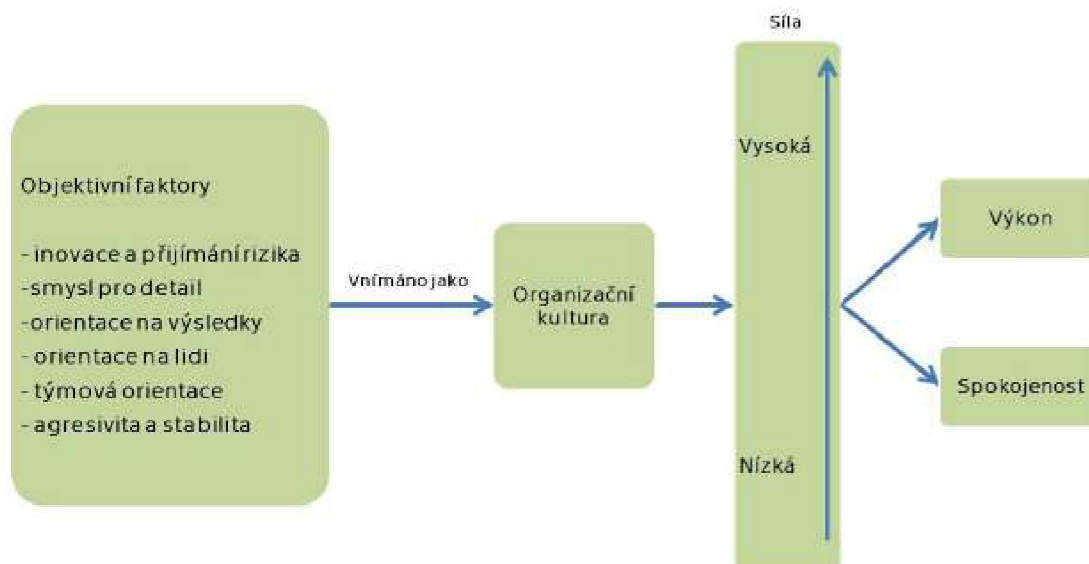 Objektivní faktory
- inovace a přijímání rizika
-smysl pro detail
-orientace na výsledky
- orientace na lidi
- týmová orientace
- agresivita a stabilita
Vnímáno jako
Organizační
kultura
Síla
Vysoká
Nízká
Výkon
Spokojenost